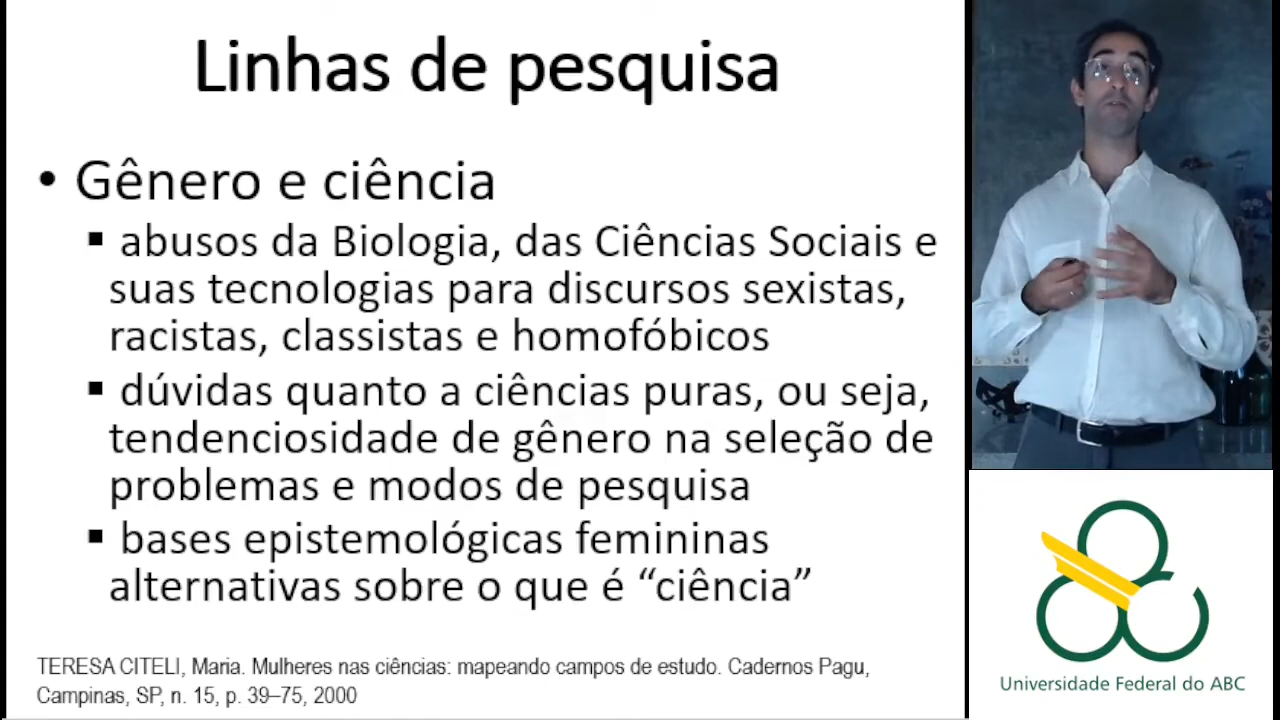 Linhas de pesquisa
• Gênero e ciência
▪ abusos da Biologia, das Ciências Sociais e
suas tecnologias para discursos sexistas,
racistas, classistas e homofóbicos
▪ dúvidas quanto a ciências puras, ou seja,
tendenciosidade de gênero na seleção de
problemas e modos de pesquisa
▪ bases epistemológicas femininas
alternativas sobre o que é “ciência”
TERESA CITELI, Maria. Mulheres nas ciências: mapeando campos de estudo. Cadernos Pagu,
Campinas, SP, n. 15, p. 39–75, 2000
Universidade Federal do ABC